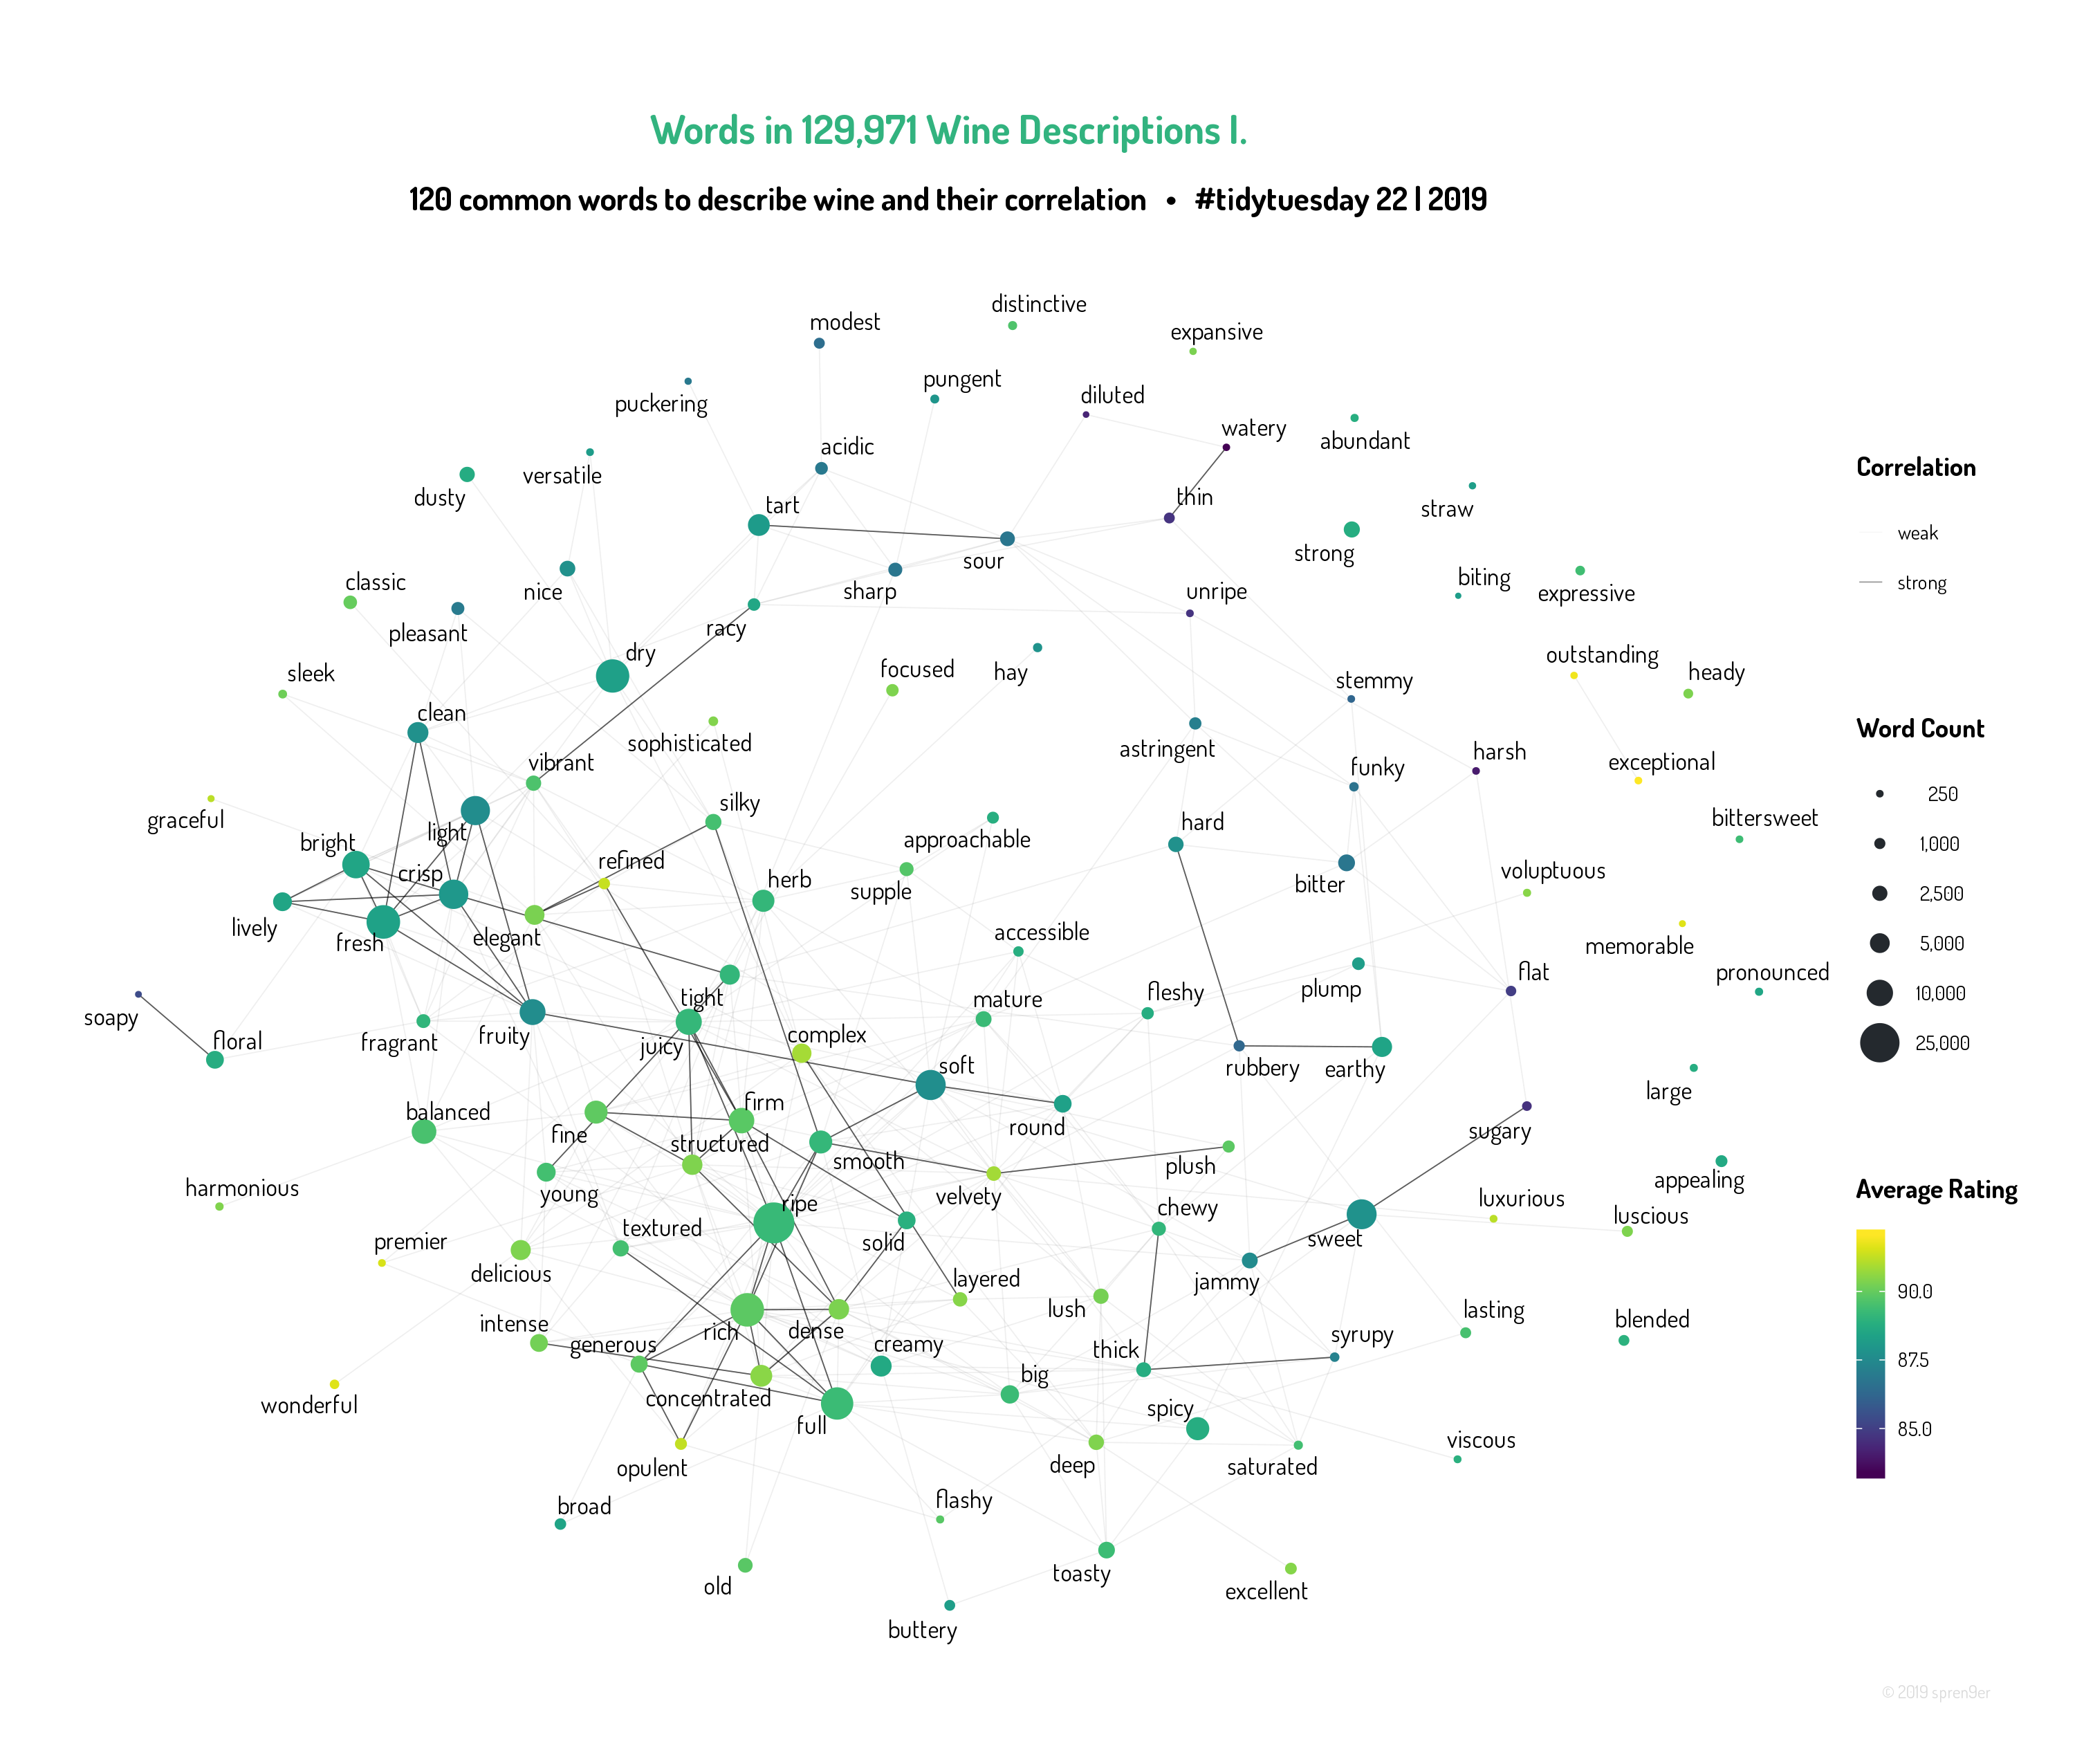 Words in 129,971 Wine Descriptions I.
120 common words to describe wine and their correlation • #tidytuesday 22 | 2019
distinctive
modest
expansive
pungent
diluted
puckering
watery
abundant
acidic
versatile
dusty
thin
tart
straw
strong
sour
biting
classic
nice
sharp
unripe
expressive
pleasant
racy
dry
outstanding
focused
hay
heady
sleek
stemmy
clean
sophisticated
astringent
harsh
vibrant
exceptional
funky
silky
graceful
light
bright
approachable
hard
bittersweet
refined
crisp
herb
supple
bitter
voluptuous
lively
fresh
elegant
accessible
memorable
flat
pronounced
tight
mature
fleshy
plump
soapy
floral
fragrant
fruity
juicy
complex
soft
rubbery
earthy
large
balanced
firm
fine
structured
round
sugary
smooth
plush
appealing
harmonious
young
velvety
luxurious
ripe
chewy
luscious
textured
solid
sweet
premier
delicious
layered
jammy
lush
lasting
intense
generous
rich
dense
creamy
thick
syrupy
blended
wonderful
concentrated
big
full
spicy
opulent
deep
saturated
viscous
broad
flashy
old
toasty
excellent
buttery
Correlation
weak
strong
Word Count
250
1,000
2,500
5,000
10,000
25,000
Average Rating
90.0
87.5
85.0
© 2019 spren9er